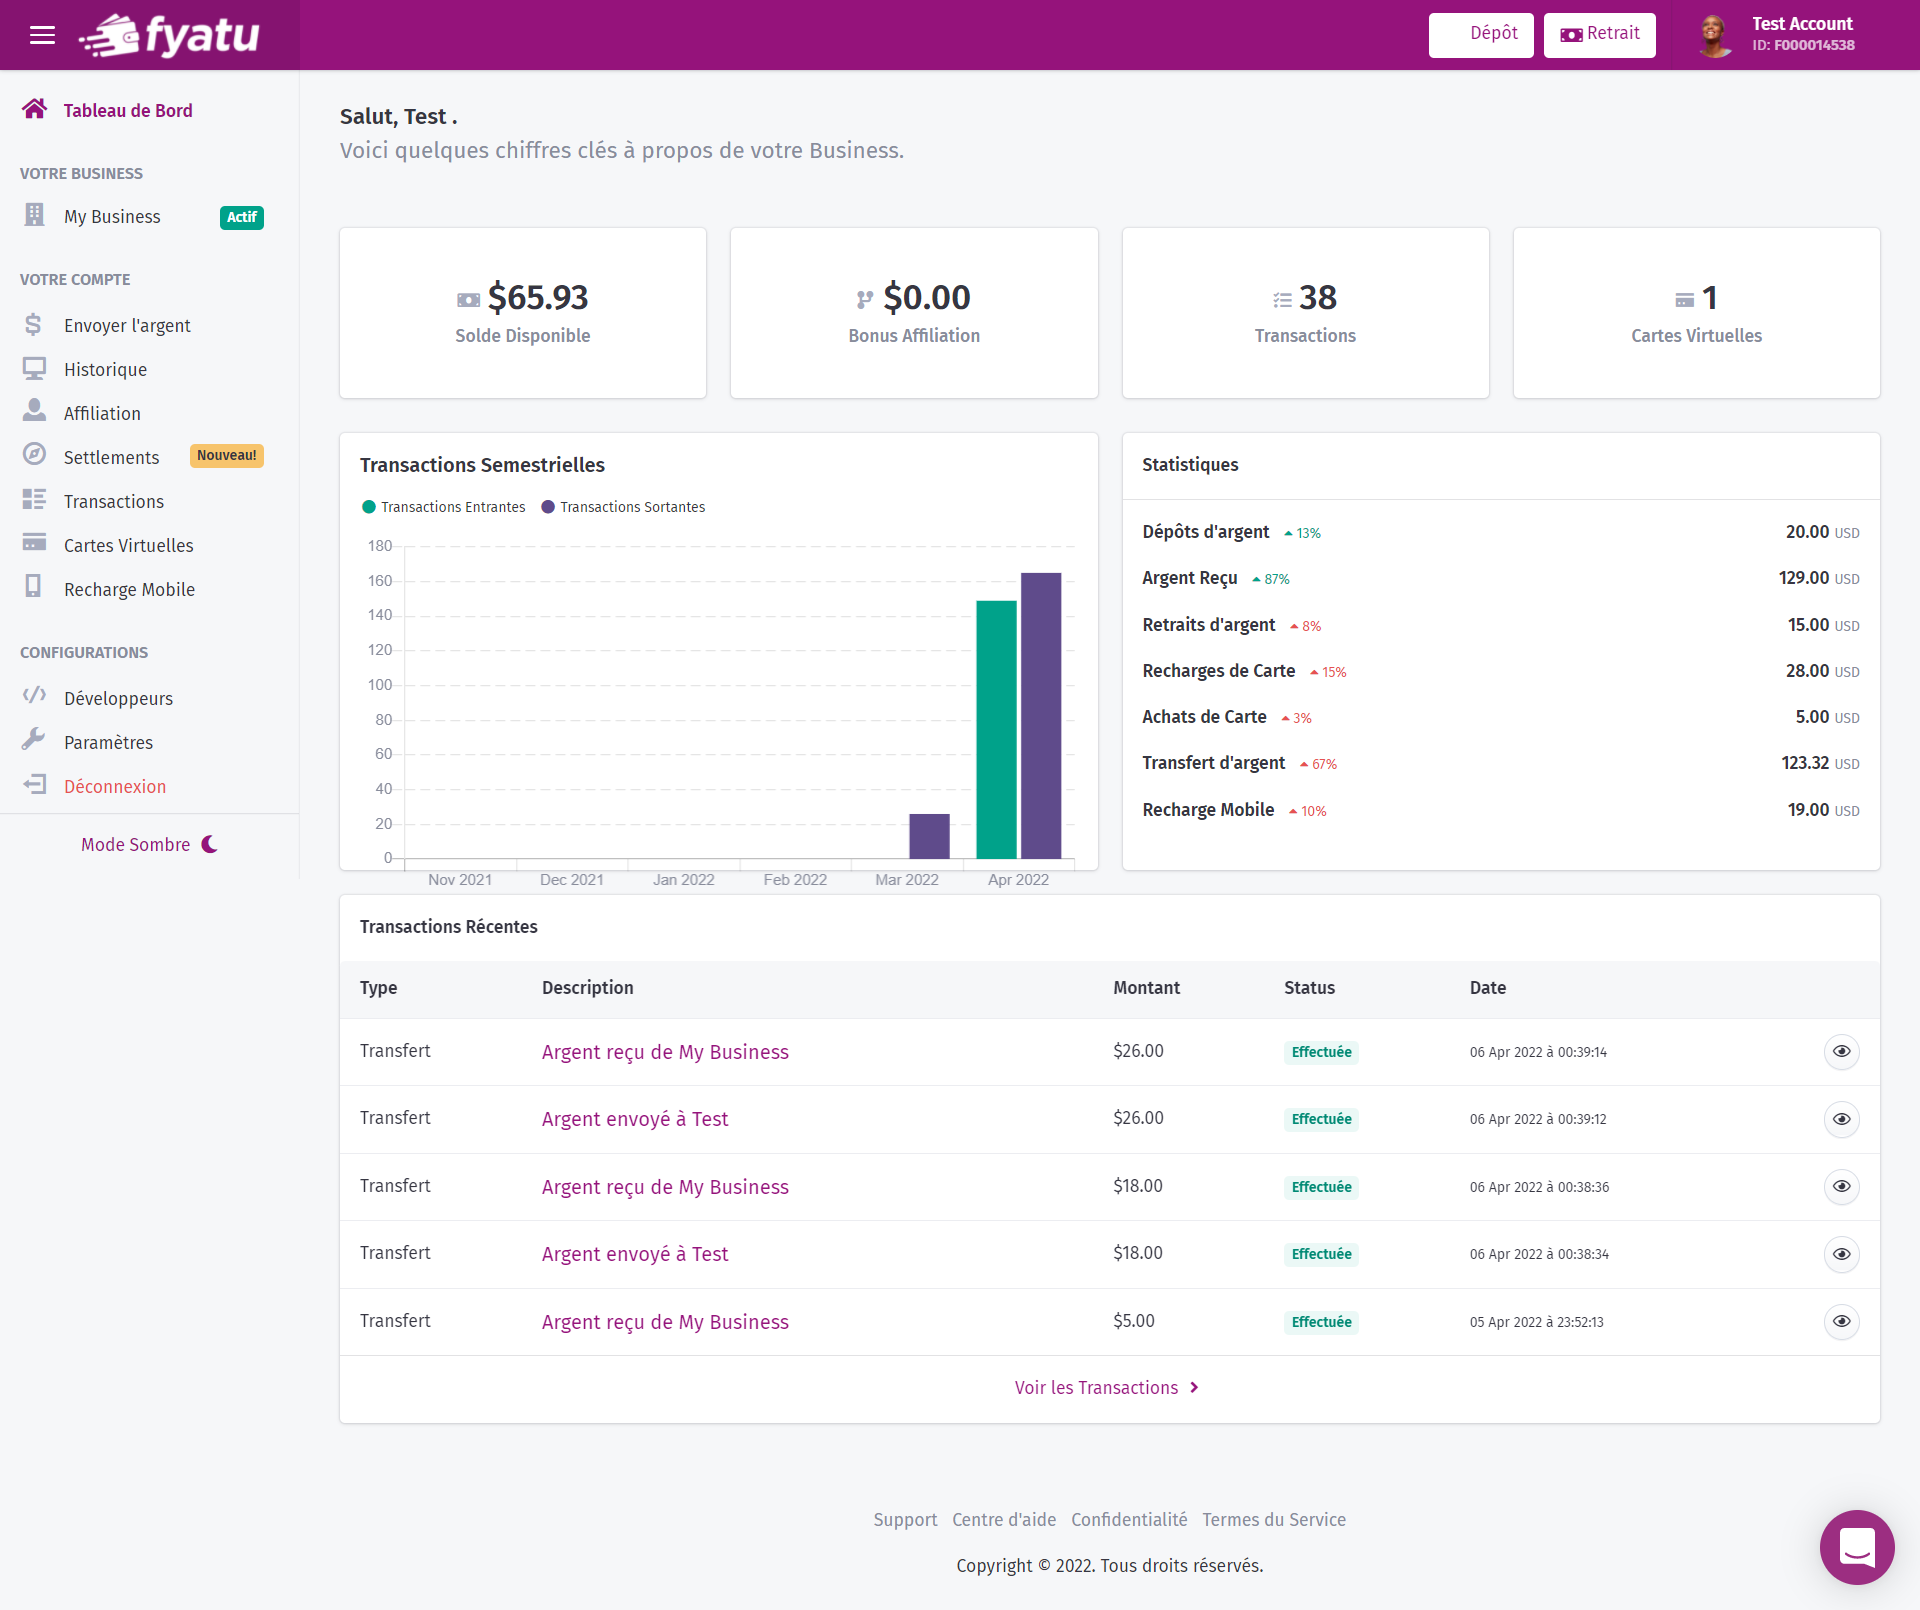 fyatu
Dépôt
Retrait
Test Account
ID: F000014538
Tableau de Bord
VOTRE BUSINESS
My Business
Actif
VOTRE COMPTE
Envoyer l'argent
Historique
Affiliation
Settlements
Nouveau!
Transactions
Cartes Virtuelles
Recharge Mobile
CONFIGURATIONS
Développeurs
Paramètres
Déconnexion
Mode Sombre
Salut, Test .
Voici quelques chiffres clés à propos de votre Business.
$65.93
Solde Disponible
$0.00
Bonus Affiliation
38
Transactions
1
Cartes Virtuelles
Transactions Semestrielles
Transactions Entrantes
Transactions Sortantes
180
160
140
120
100
80
60
40
20
0
Nov 2021
Dec 2021
Jan 2022
Feb 2022
Mar 2022
Apr 2022
Statistiques
Dépôts d'argent 13% 20.00 USD
Argent Reçu 87% 129.00 USD
Retraits d'argent 8% 15.00 USD
Recharges de Carte 15% 28.00 USD
Achats de Carte 3% 5.00 USD
Transfert d'argent 67% 123.32 USD
Recharge Mobile 10% 19.00 USD
Transactions Récentes
Type Description Montant Status Date
Transfert Argent reçu de My Business $26.00 Effectuée 06 Apr 2022 à 00:39:14
Transfert Argent envoyé à Test $26.00 Effectuée 06 Apr 2022 à 00:39:12
Transfert Argent reçu de My Business $18.00 Effectuée 06 Apr 2022 à 00:38:36
Transfert Argent envoyé à Test $18.00 Effectuée 06 Apr 2022 à 00:38:34
Transfert Argent reçu de My Business $5.00 Effectuée 05 Apr 2022 à 23:52:13
Voir les Transactions
Support Centre d'aide Confidentialité Termes du Service
Copyright © 2022. Tous droits réservés.